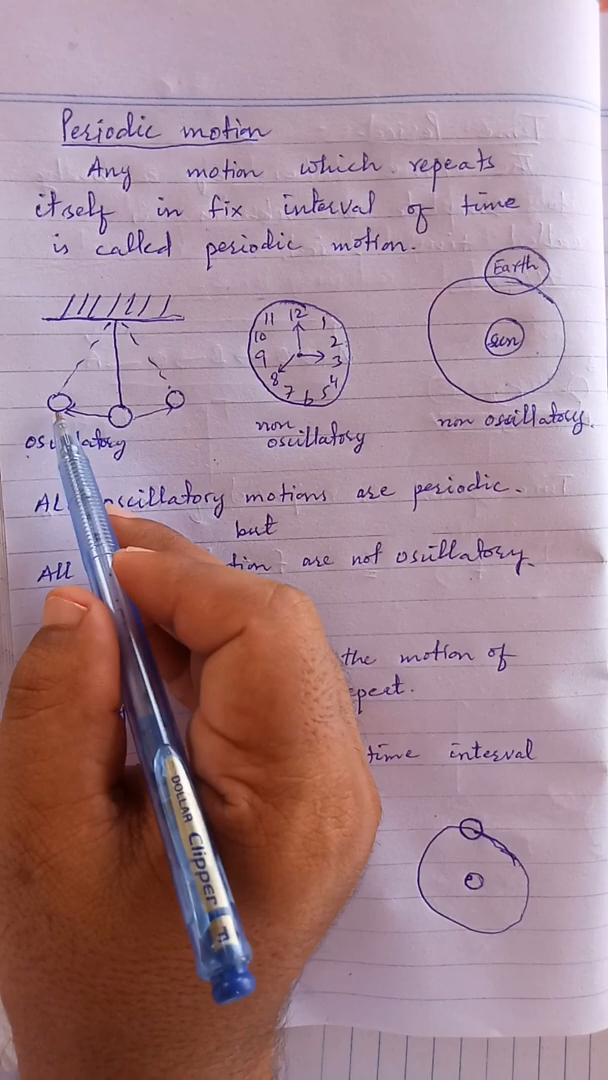 Periodic motion
Any motion which repeats
itself in fix interval of time
is called periodic motion.
Earth
sun
11 12 1
10 2
9 3
8 4
7 6 5
oscillatory
non
oscillatory
non oscillatory.
All oscillatory motions are periodic.
but
All are not oscillatory.
the motion of
time interval
DOLLAR Clipper